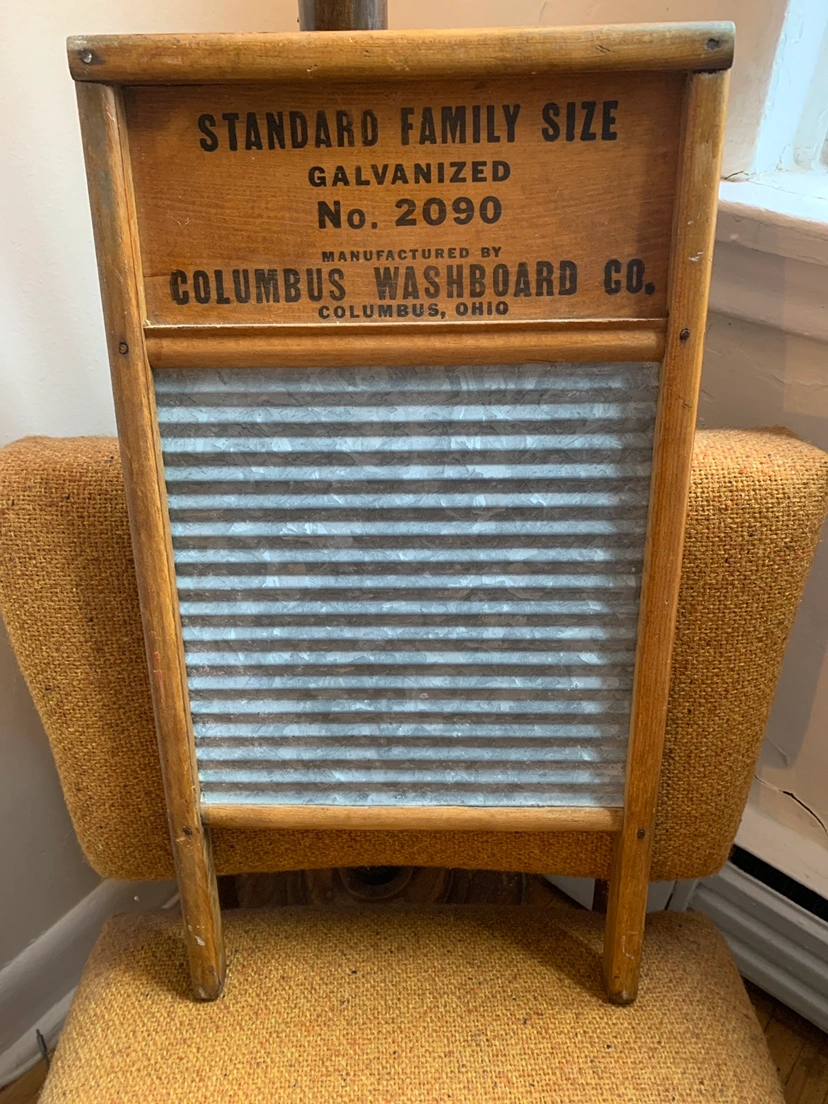 STANDARD FAMILY SIZE
GALVANIZED
No. 2090
MANUFACTURED BY
COLUMBUS WASHBOARD CO.
COLUMBUS, OHIO